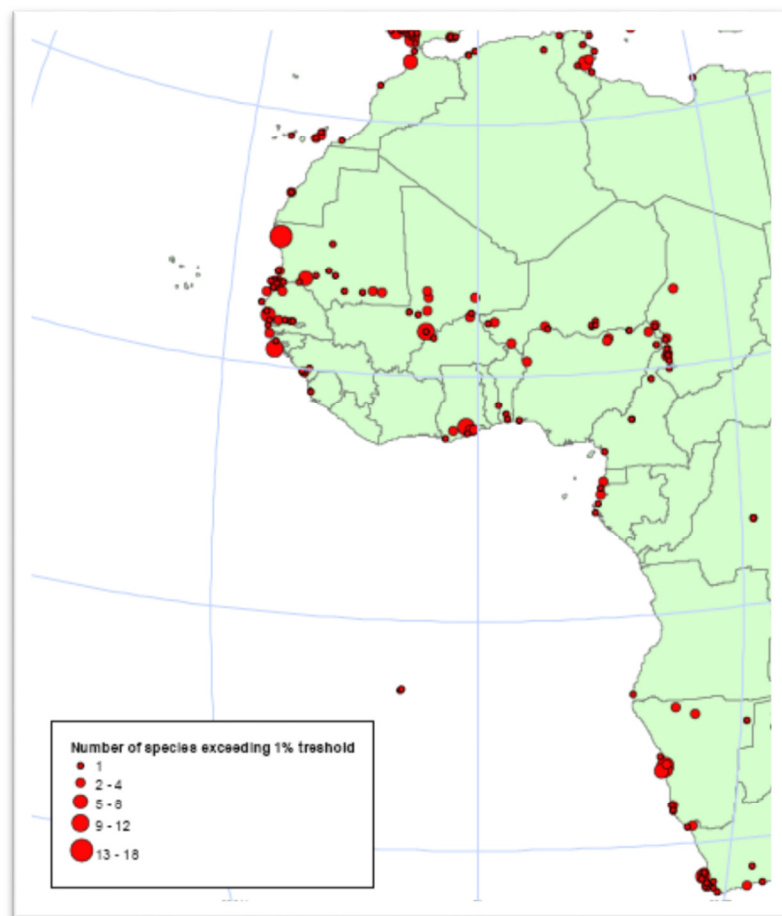 Number of species exceeding 1% treshold
1
2 - 4
5 - 8
9 - 12
13 - 18